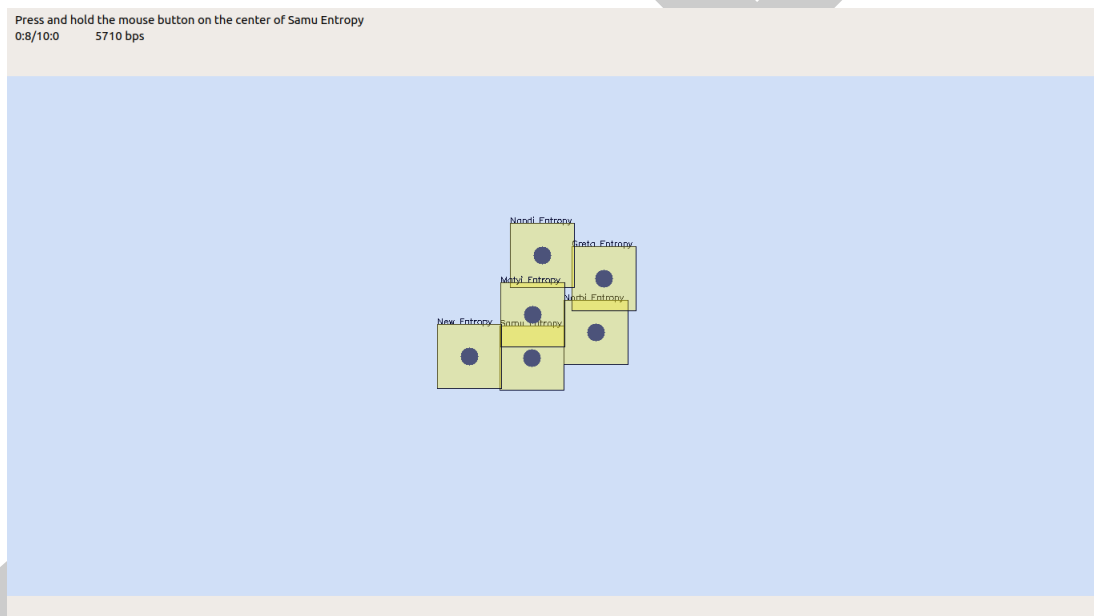 Press and hold the mouse button on the center of Samu Entropy
0:8/10:0 5710 bps
Nandi Entropy
Greta Entropy
Matyi Entropy
Norbi Entropy
New Entropy
Samu Entropy